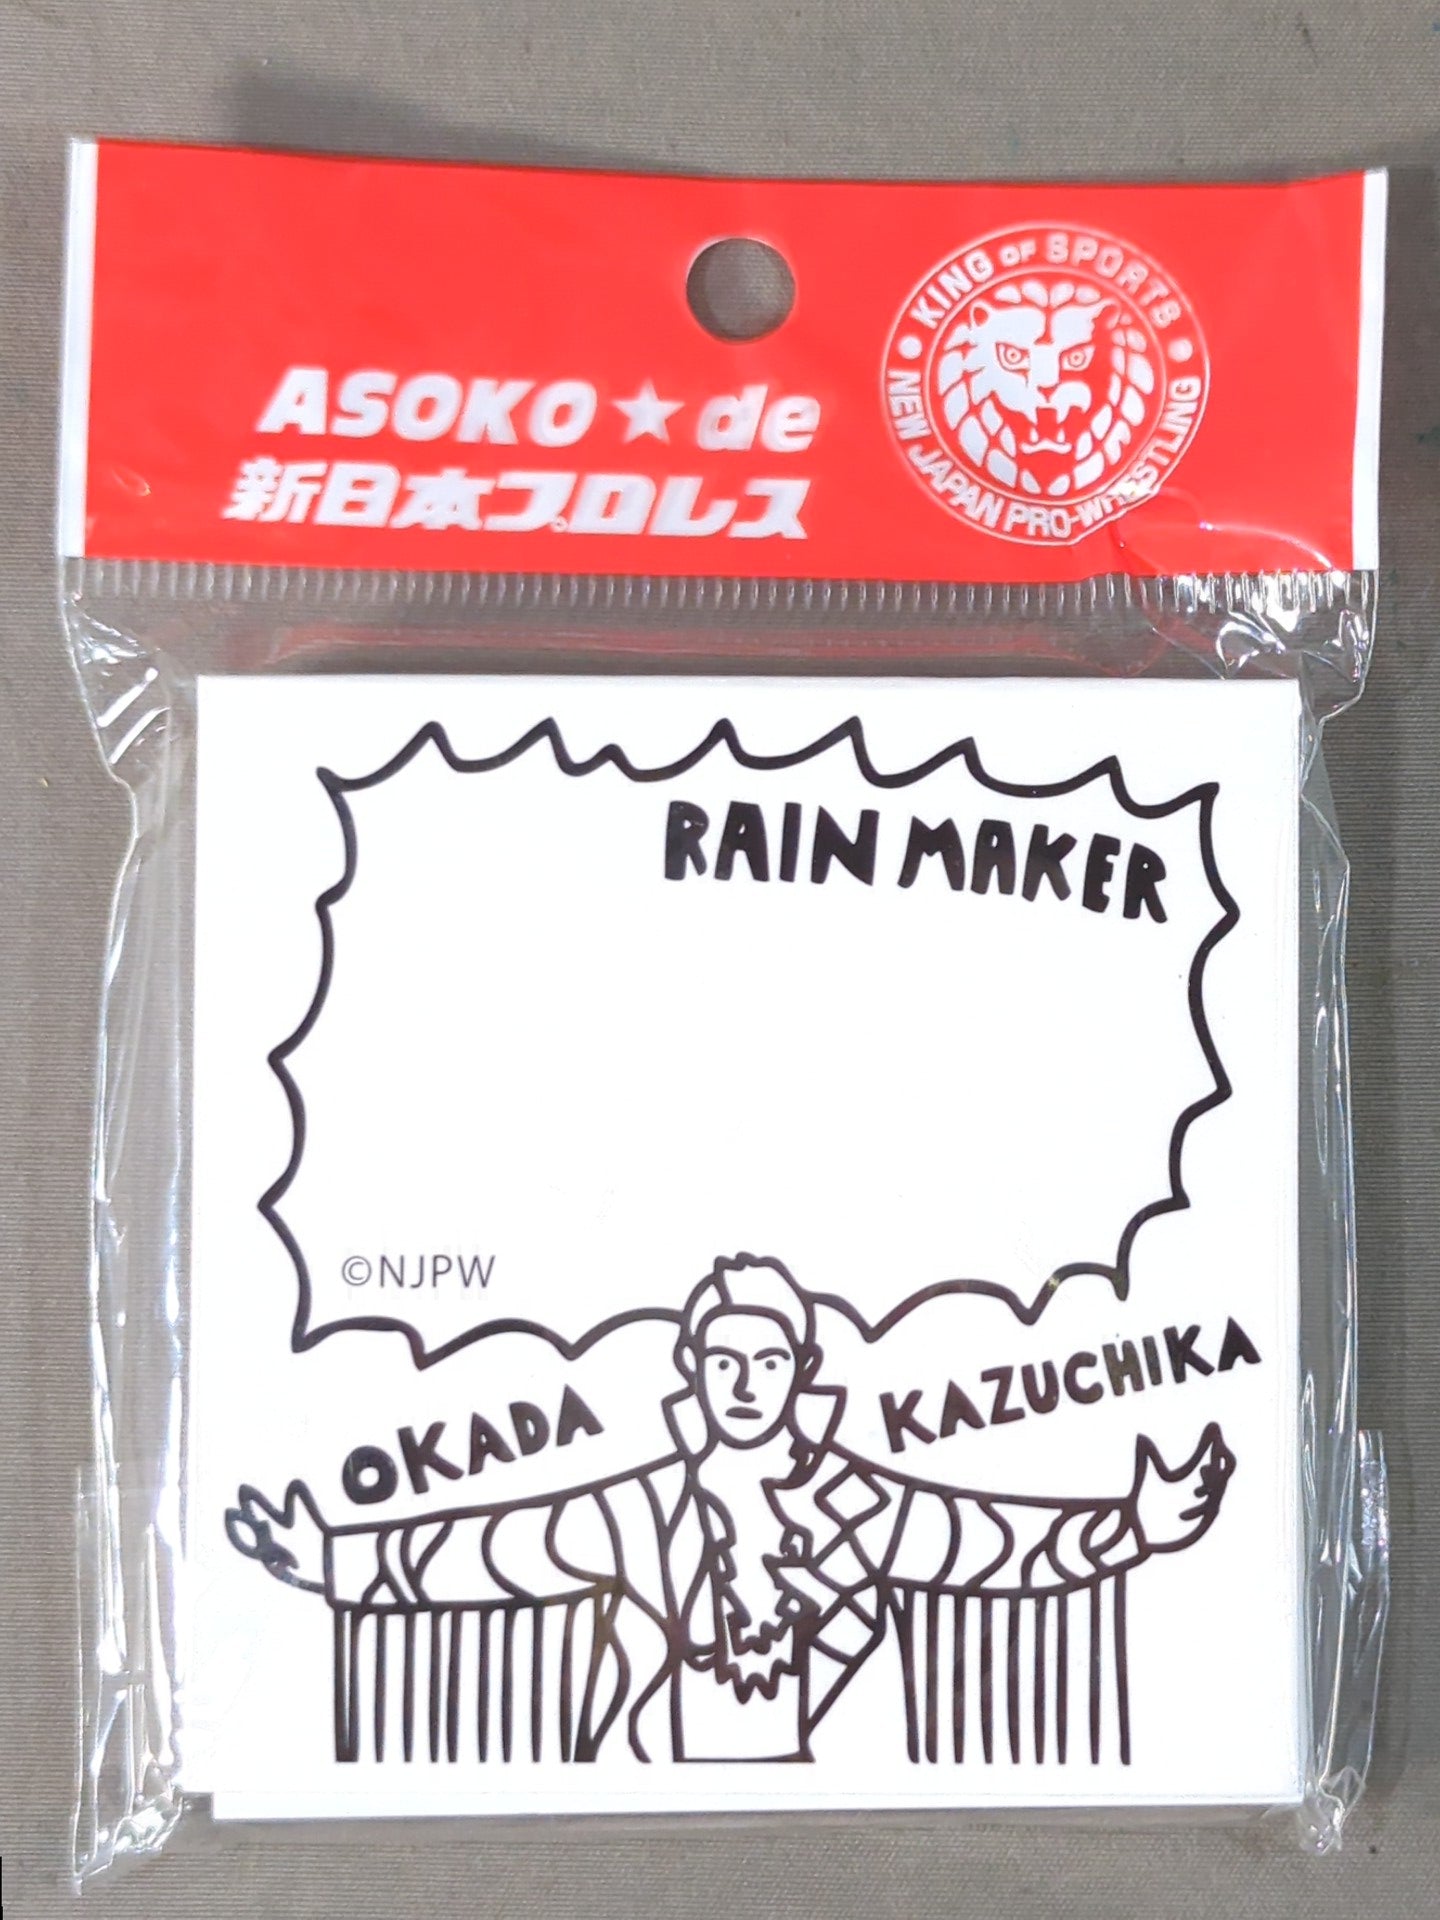 ASOKO★de
新日本プロレス
KING OF SPORTS
NEW JAPAN PRO-WRESTLING
RAIN MAKER
©NJPW
OKADA
KAZUCHIKA